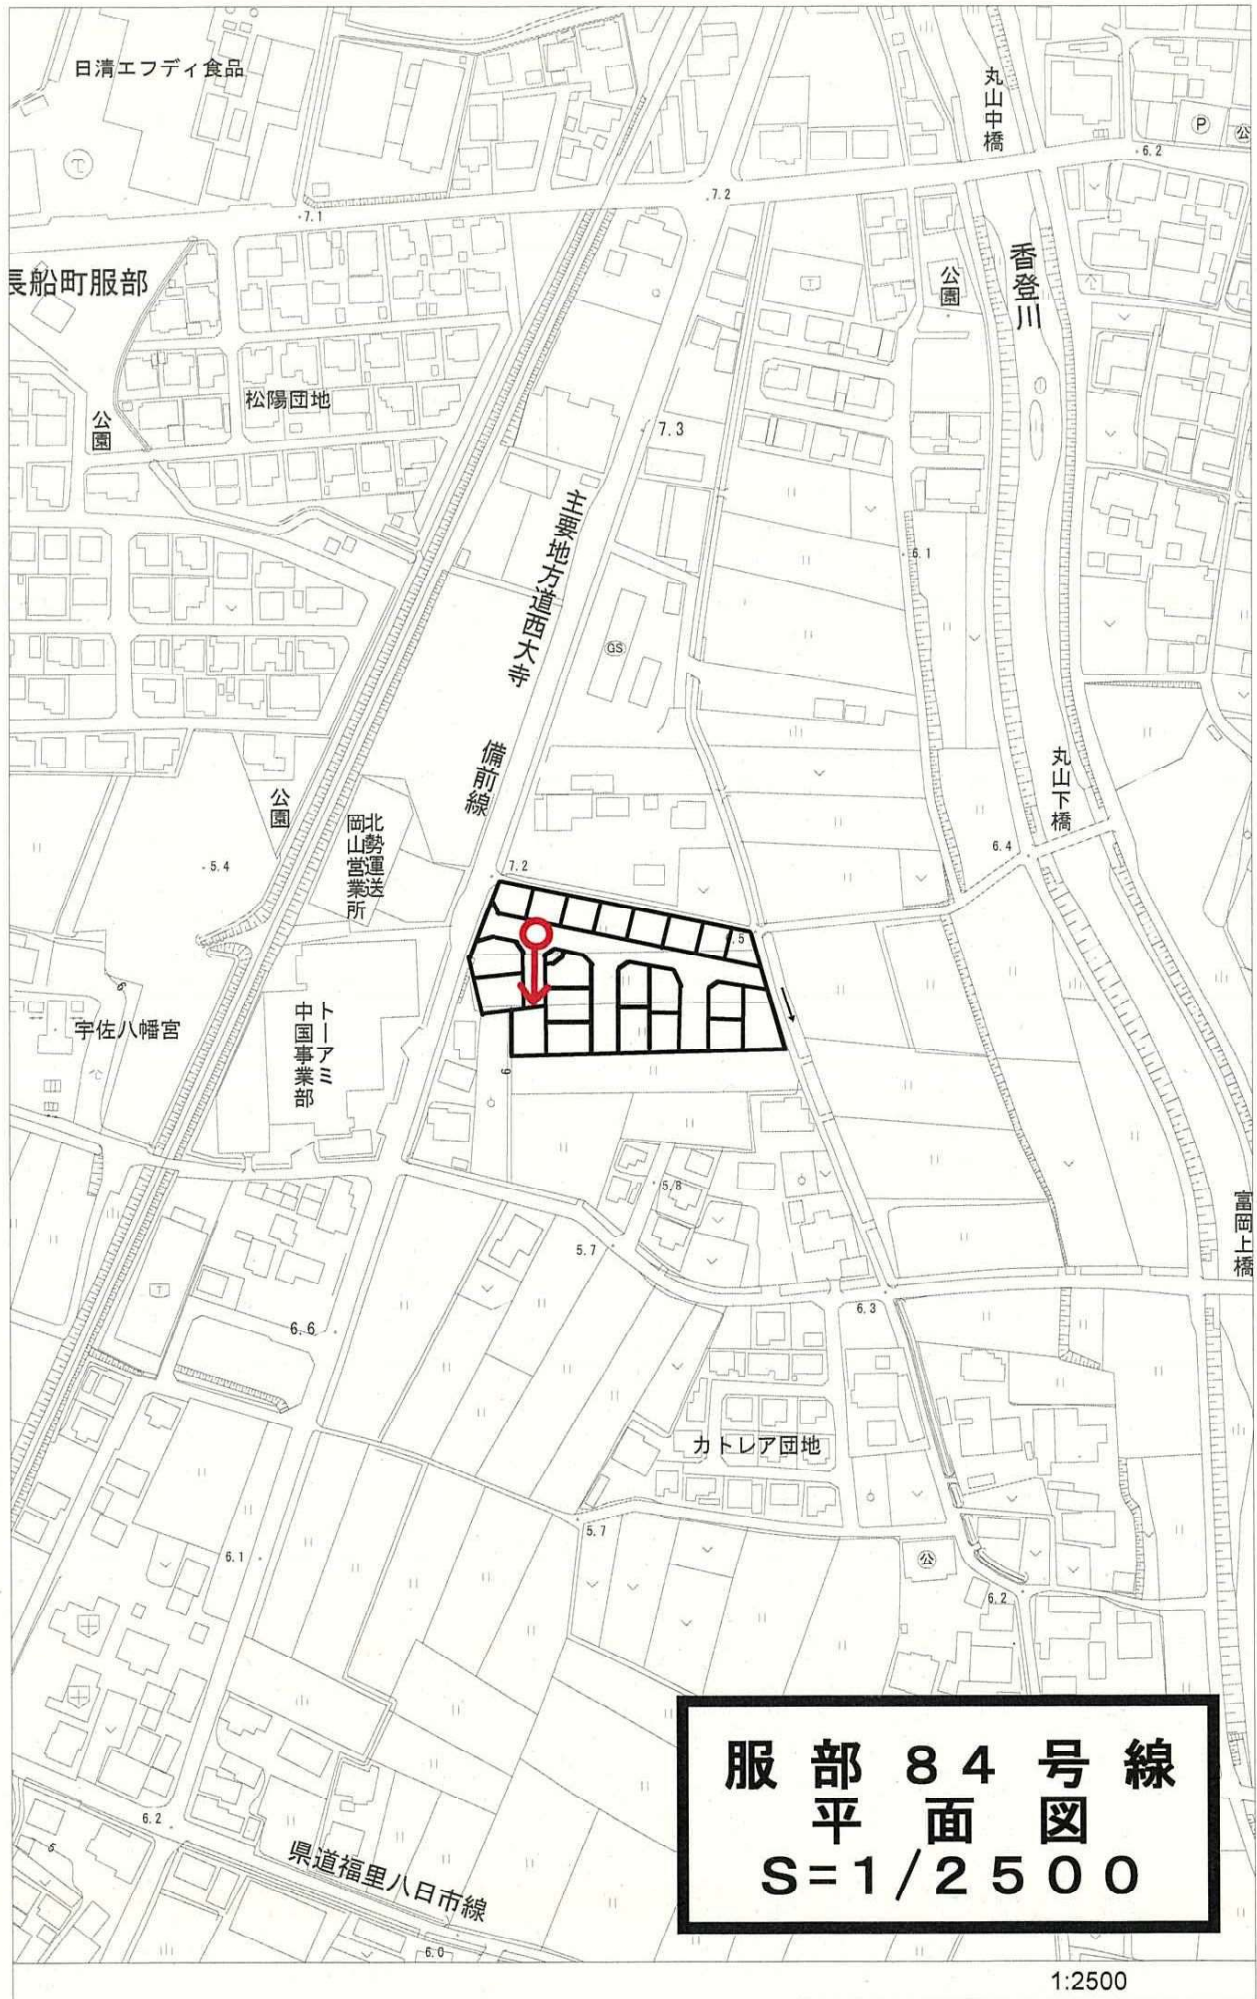 日清エフディ食品
丸山中橋
P
公
6.2
7.2
7.1
長船町服部
公園
香登川
松陽団地
公園
7.3
主要地方道西大寺
6.1
GS
備前線
丸山下橋
公園
北勢運送
岡山営業所
6.4
5.4
7.2
.5
6
宇佐八幡宮
トーアミ
中国事業部
6
5.8
富岡上橋
5.7
6.3
6.6
カトレア団地
5.7
6.1
公
6.2
服部84号線
平面図
S=1/2500
6.2
5
県道福里八日市線
6.0
1:2500